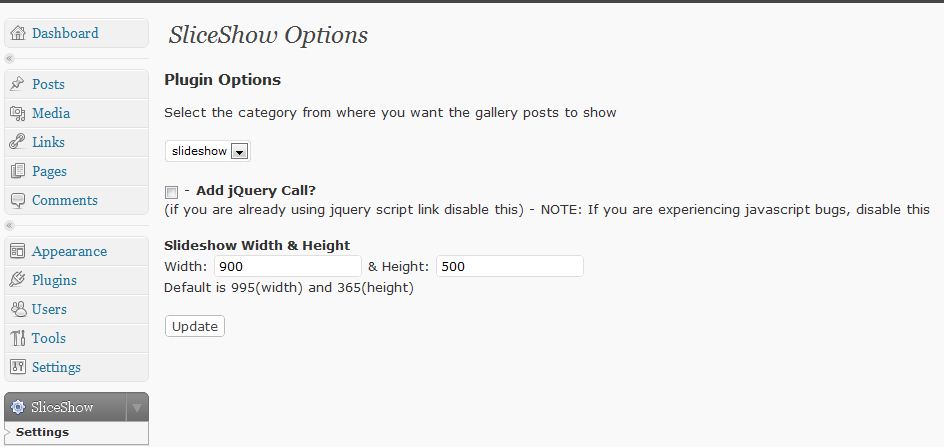 Dashboard
Posts
Media
Links
Pages
Comments
Appearance
Plugins
Users
Tools
Settings
SliceShow
Settings
SliceShow Options
Plugin Options
Select the category from where you want the gallery posts to show
slideshow
- Add jQuery Call?
(if you are already using jquery script link disable this) - NOTE: If you are experiencing javascript bugs, disable this
Slideshow Width & Height
Width: 900 & Height: 500
Default is 995(width) and 365(height)
Update